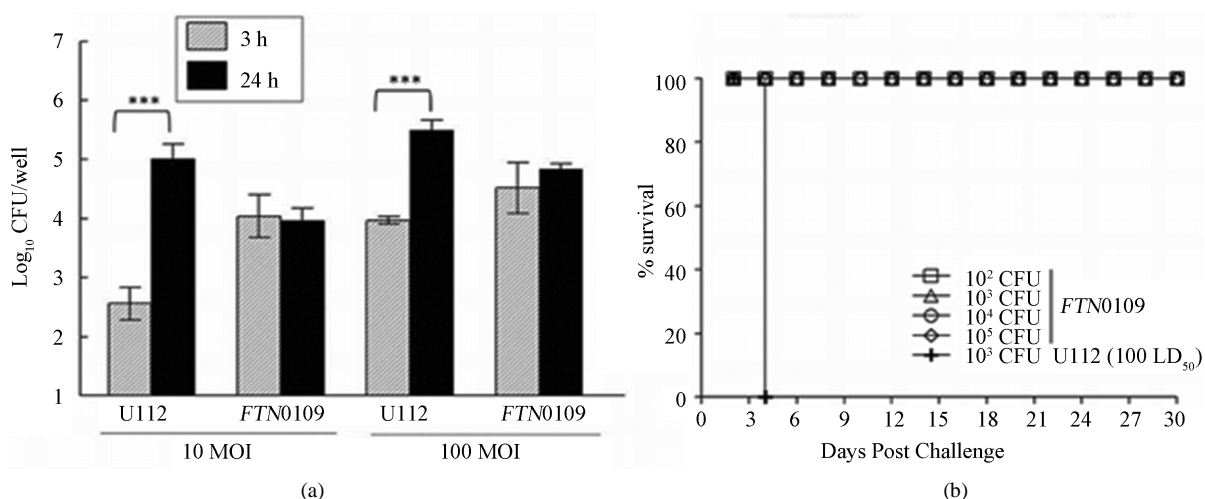 7
6
5
4
3
2
1
Log₁₀ CFU/well
3 h
24 h
***
***
U112
FTN0109
U112
FTN0109
10 MOI
100 MOI
(a)
100
80
60
40
20
0
% survival
10² CFU
10³ CFU
10⁴ CFU
10⁵ CFU
FTN0109
10³ CFU U112 (100 LD₅₀)
0 3 6 9 12 15 18 21 24 27 30
Days Post Challenge
(b)